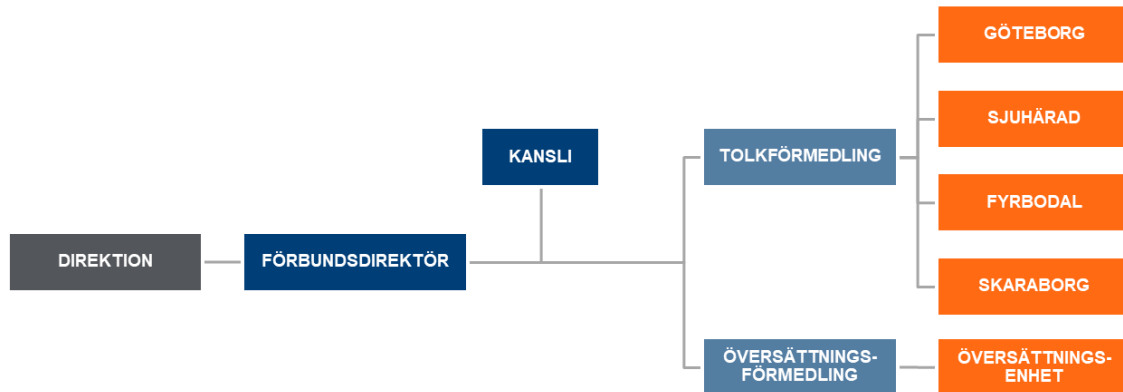 DIREKTION
FÖRBUNDSDIREKTÖR
KANSLI
TOLKFÖRMEDLING
GÖTEBORG
SJUHÄRAD
FYRBODAL
SKARABORG
ÖVERSÄTTNINGS-
FÖRMEDLING
ÖVERSÄTTNINGS-
ENHET